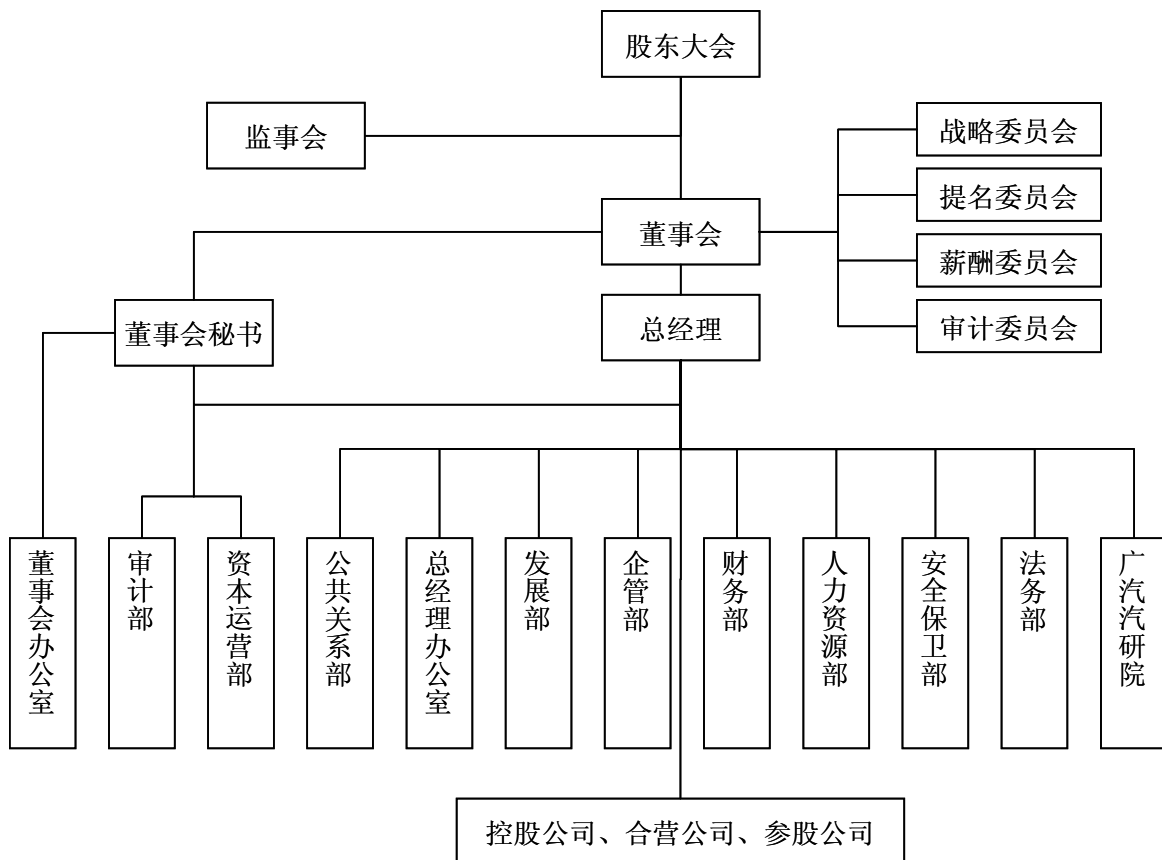 股东大会
监事会
战略委员会
提名委员会
董事会
薪酬委员会
董事会秘书
总经理
审计委员会
董事会办公室
审计部
资本运营部
公共关系部
总经理办公室
发展部
企管部
财务部
人力资源部
安全保卫部
法务部
广汽汽研院
控股公司、合营公司、参股公司